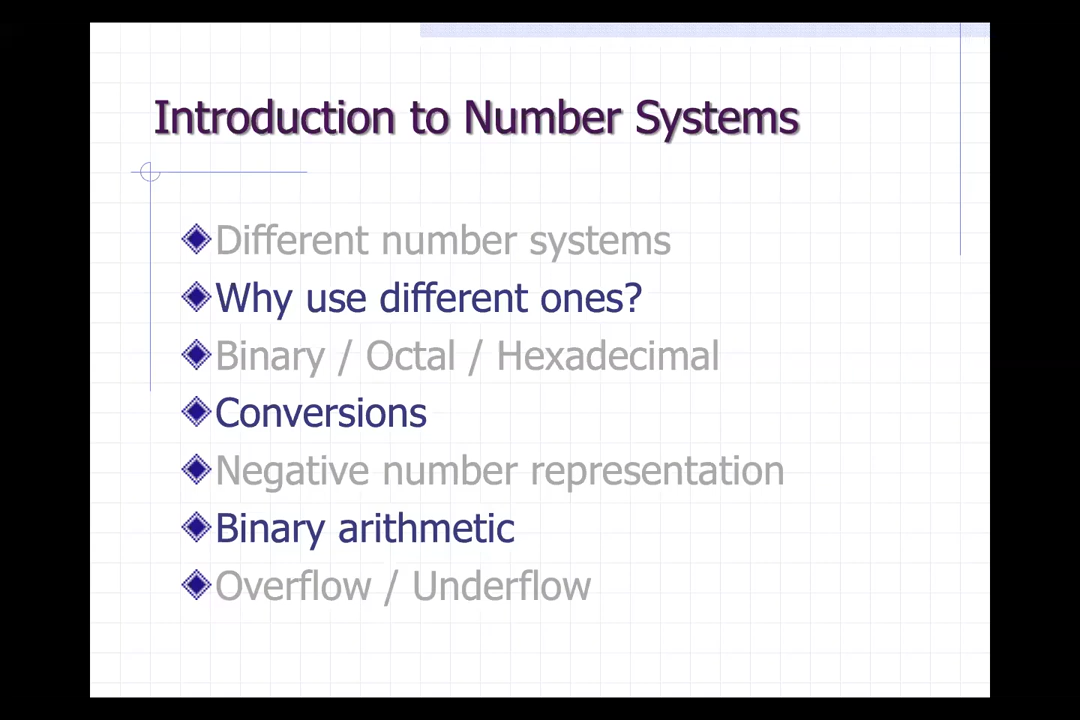 Introduction to Number Systems
Different number systems
Why use different ones?
Binary / Octal / Hexadecimal
Conversions
Negative number representation
Binary arithmetic
Overflow / Underflow